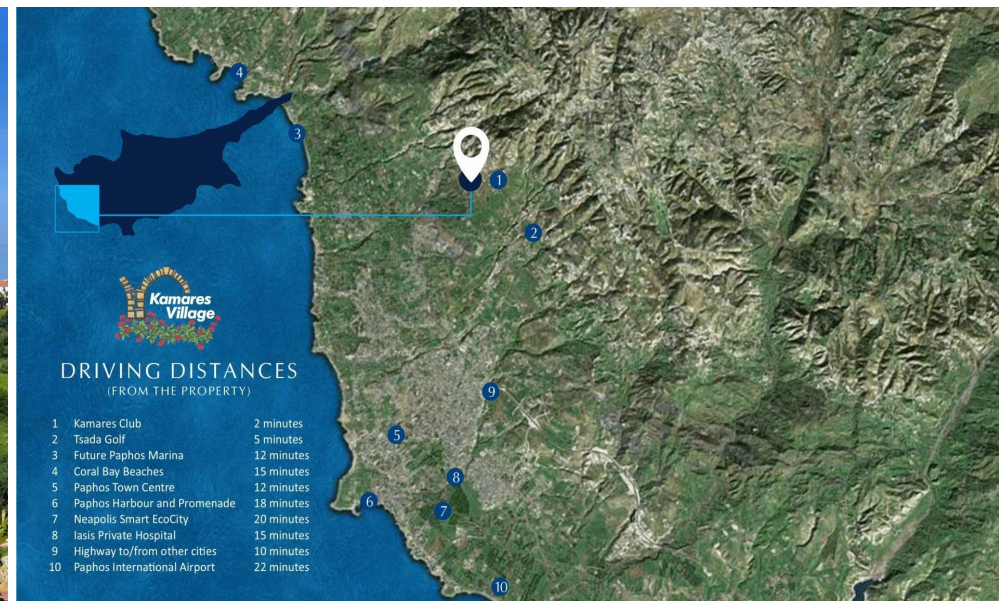 4
3
1
2
Kamares
Village
DRIVING DISTANCES
(FROM THE PROPERTY)
1 Kamares Club 2 minutes
2 Tsada Golf 5 minutes
3 Future Paphos Marina 12 minutes
4 Coral Bay Beaches 15 minutes
5 Paphos Town Centre 12 minutes
6 Paphos Harbour and Promenade 18 minutes
7 Neapolis Smart EcoCity 20 minutes
8 Iasis Private Hospital 15 minutes
9 Highway to/from other cities 10 minutes
10 Paphos International Airport 22 minutes
9
5
8
6
7
10